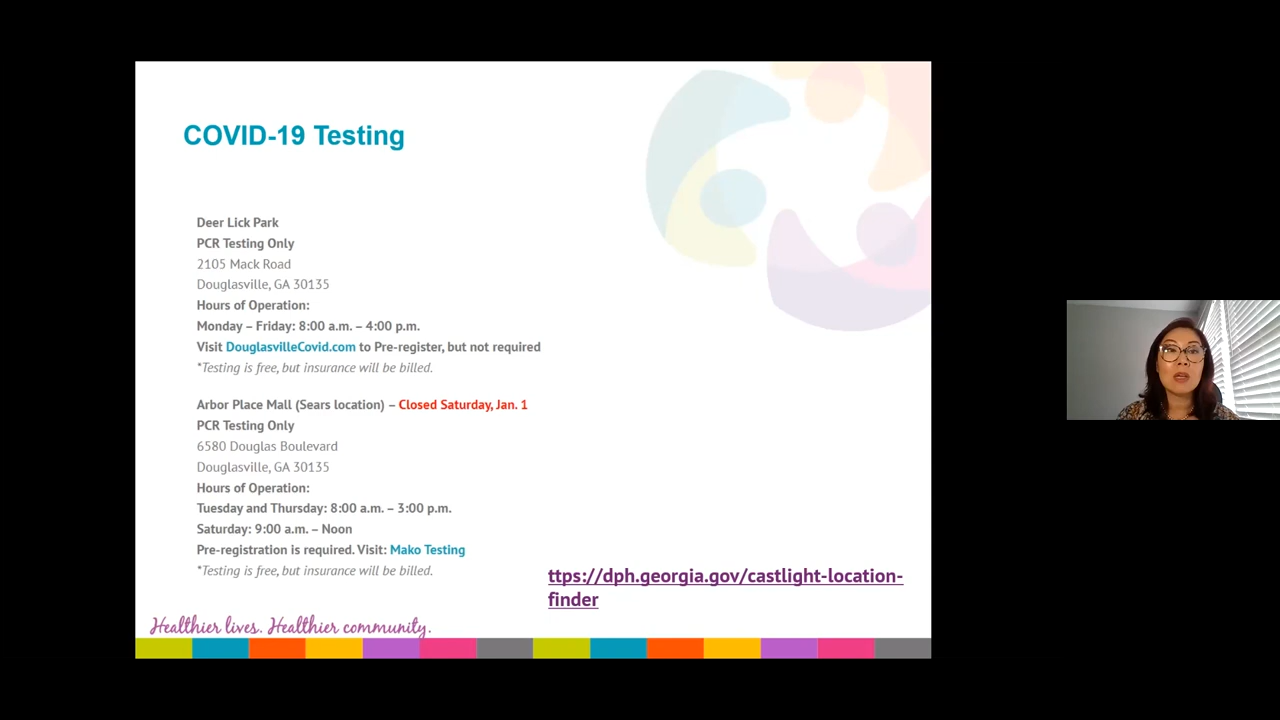 COVID-19 Testing
Deer Lick Park
PCR Testing Only
2105 Mack Road
Douglasville, GA 30135
Hours of Operation:
Monday – Friday: 8:00 a.m. – 4:00 p.m.
Visit DouglasvilleCovid.com to Pre-register, but not required
*Testing is free, but insurance will be billed.
Arbor Place Mall (Sears location) – Closed Saturday, Jan. 1
PCR Testing Only
6580 Douglas Boulevard
Douglasville, GA 30135
Hours of Operation:
Tuesday and Thursday: 8:00 a.m. – 3:00 p.m.
Saturday: 9:00 a.m. – Noon
Pre-registration is required. Visit: Mako Testing
*Testing is free, but insurance will be billed.
ttps://dph.georgia.gov/castlight-location-
finder
Healthier lives. Healthier community.